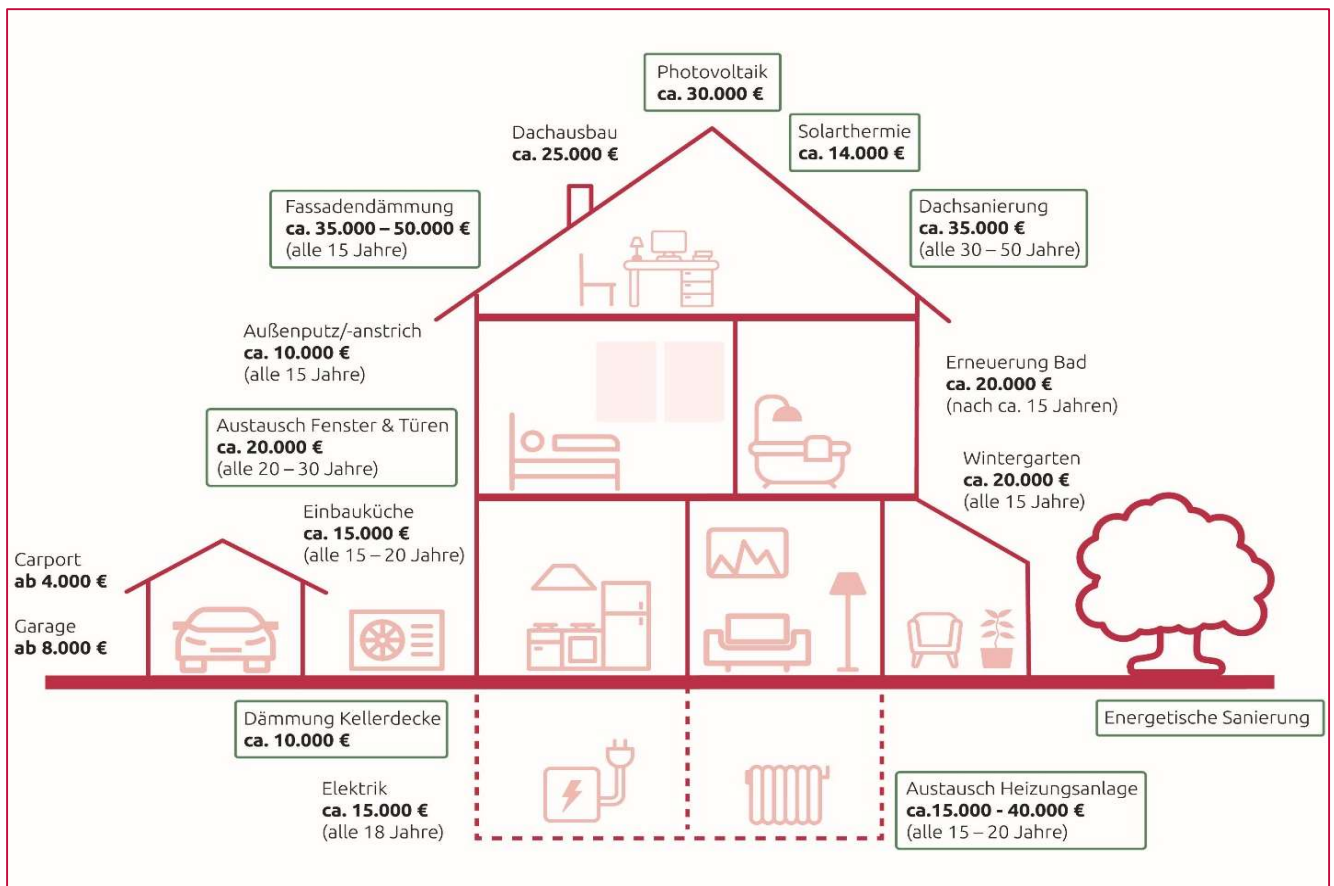 Photovoltaik
ca. 30.000 €
Dachausbau
ca. 25.000 €
Solarthermie
ca. 14.000 €
Fassadendämmung
ca. 35.000 – 50.000 €
(alle 15 Jahre)
Dachsanierung
ca. 35.000 €
(alle 30 – 50 Jahre)
Außenputz/-anstrich
ca. 10.000 €
(alle 15 Jahre)
Erneuerung Bad
ca. 20.000 €
(nach ca. 15 Jahren)
Austausch Fenster & Türen
ca. 20.000 €
(alle 20 – 30 Jahre)
Wintergarten
ca. 20.000 €
(alle 15 Jahre)
Einbauküche
ca. 15.000 €
(alle 15 – 20 Jahre)
Carport
ab 4.000 €
Garage
ab 8.000 €
Dämmung Kellerdecke
ca. 10.000 €
Energetische Sanierung
Elektrik
ca. 15.000 €
(alle 18 Jahre)
Austausch Heizungsanlage
ca.15.000 - 40.000 €
(alle 15 – 20 Jahre)